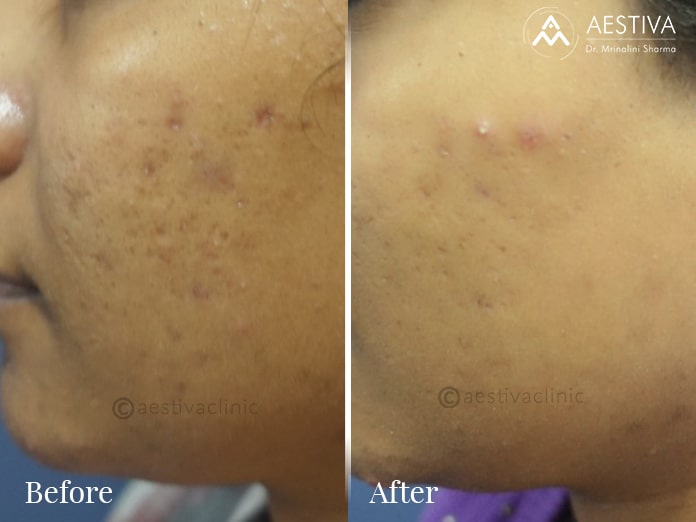 AESTIVA
Dr. Mrinalini Sharma
©aestivaclinic
©aestivaclinic
Before
After